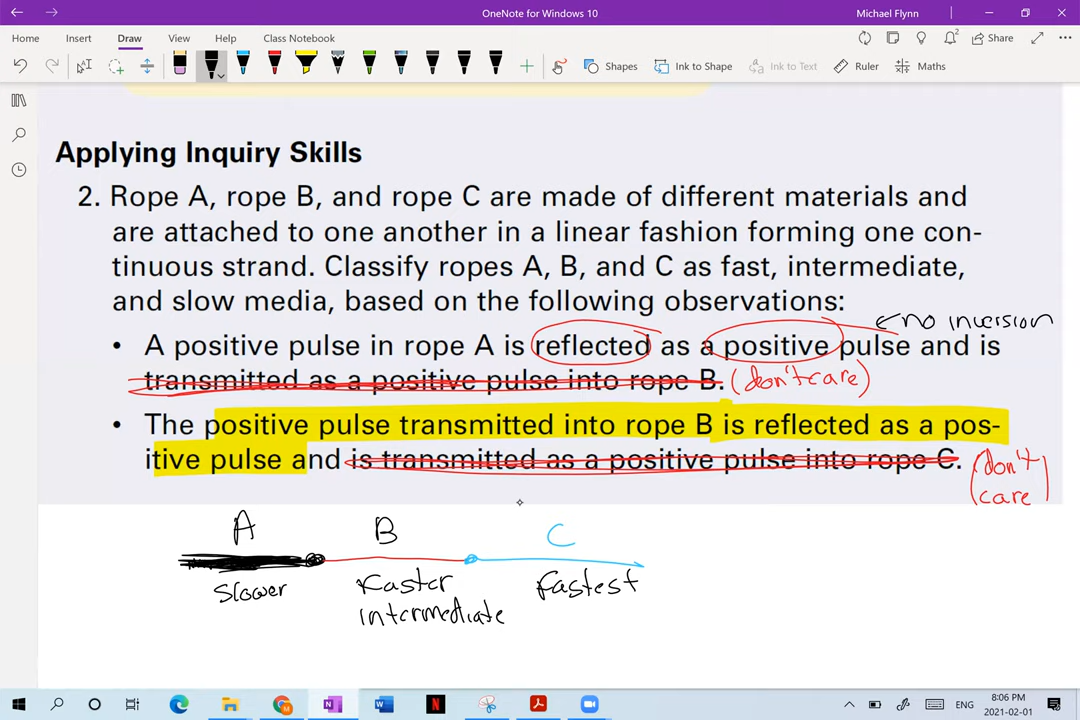 OneNote for Windows 10
Michael Flynn
Home Insert Draw View Help Class Notebook
Share
Shapes Ink to Shape Ink to Text Ruler Maths
Applying Inquiry Skills
2. Rope A, rope B, and rope C are made of different materials and
are attached to one another in a linear fashion forming one con-
tinuous strand. Classify ropes A, B, and C as fast, intermediate,
and slow media, based on the following observations:
no inversion
• A positive pulse in rope A is reflected as a positive pulse and is
transmitted as a positive pulse into rope B. (don't care)
• The positive pulse transmitted into rope B is reflected as a pos-
itive pulse and is transmitted as a positive pulse into rope C.
(don't
care)
A B C
Slower Faster Fastest
intermediate
8:06 PM
ENG
2021-02-01